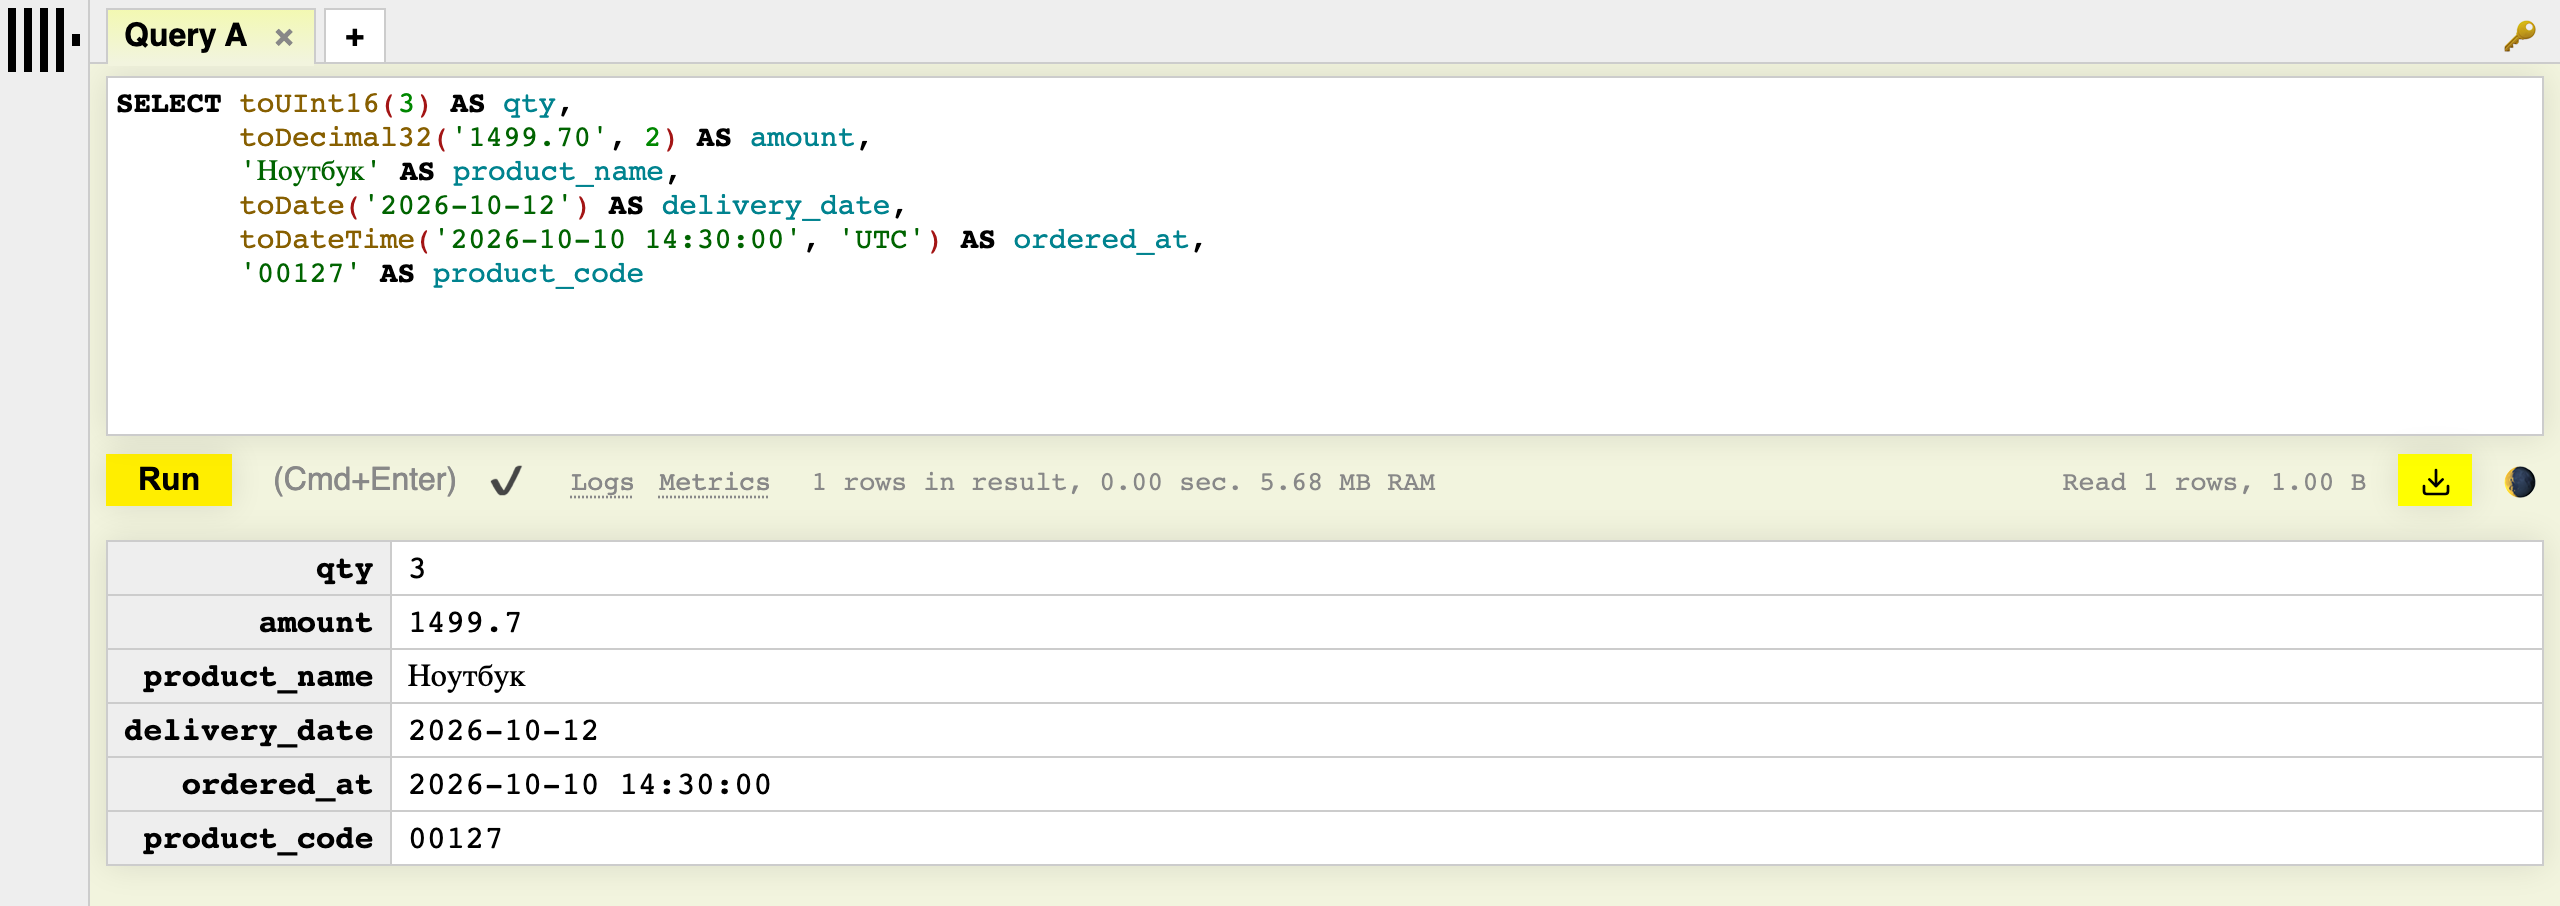 Query A ×
+
SELECT toUInt16(3) AS qty,
toDecimal32('1499.70', 2) AS amount,
'Ноутбук' AS product_name,
toDate('2026-10-12') AS delivery_date,
toDateTime('2026-10-10 14:30:00', 'UTC') AS ordered_at,
'00127' AS product_code
Run (Cmd+Enter) ✔ Logs Metrics 1 rows in result, 0.00 sec. 5.68 MB RAM Read 1 rows, 1.00 B
qty 3
amount 1499.7
product_name Ноутбук
delivery_date 2026-10-12
ordered_at 2026-10-10 14:30:00
product_code 00127